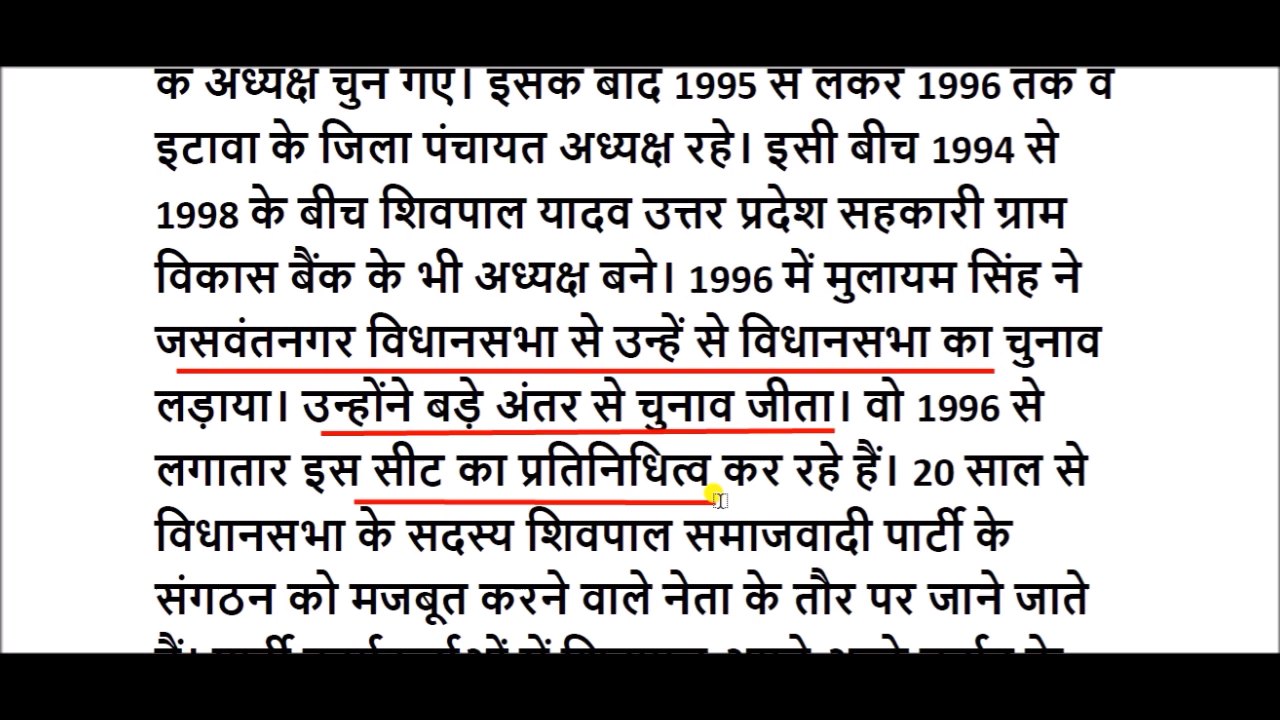 के अध्यक्ष चुने गए। इसके बाद 1995 से लेकर 1996 तक वे
इटावा के जिला पंचायत अध्यक्ष रहे। इसी बीच 1994 से
1998 के बीच शिवपाल यादव उत्तर प्रदेश सहकारी ग्राम
विकास बैंक के भी अध्यक्ष बने। 1996 में मुलायम सिंह ने
जसवंतनगर विधानसभा से उन्हें से विधानसभा का चुनाव
लड़ाया। उन्होंने बड़े अंतर से चुनाव जीता। वो 1996 से
लगातार इस सीट का प्रतिनिधित्व कर रहे हैं। 20 साल से
विधानसभा के सदस्य शिवपाल समाजवादी पार्टी के
संगठन को मजबूत करने वाले नेता के तौर पर जाने जाते
हैं। पार्टी